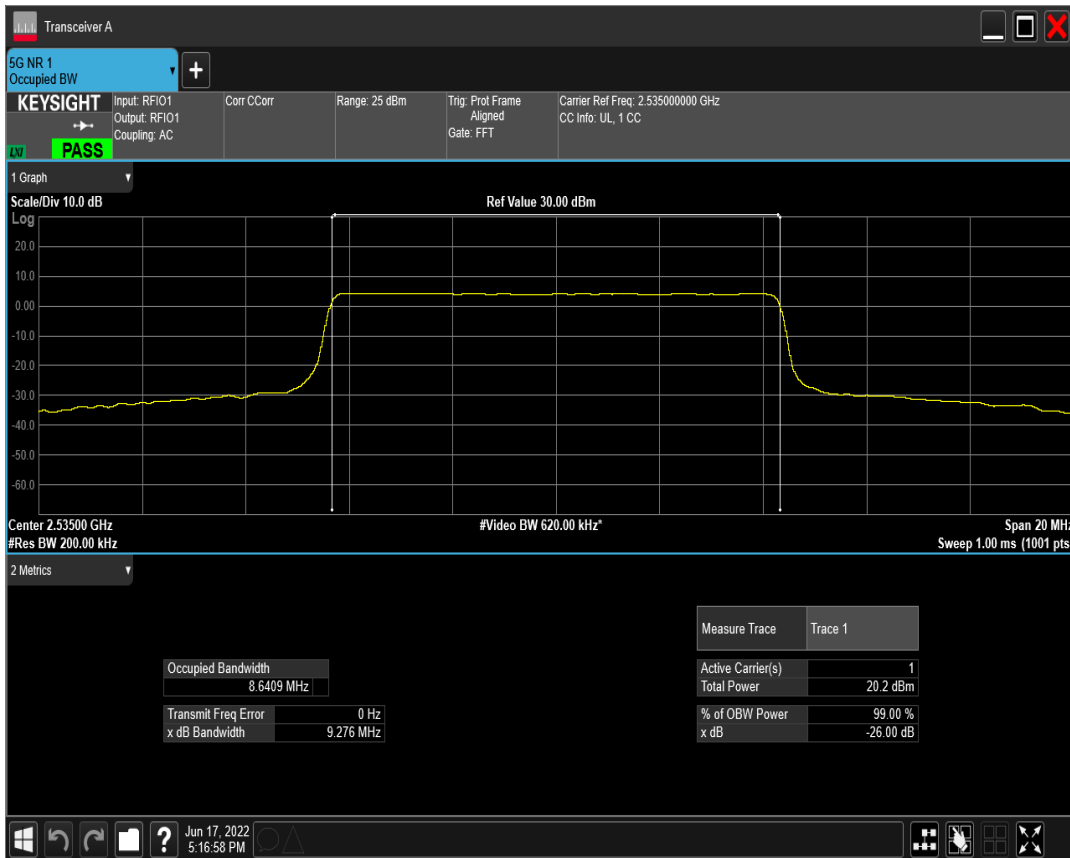 Transceiver A
5G NR 1
Occupied BW
+
KEYSIGHT
LXI
PASS
Input: RFIO1
Output: RFIO1
Coupling: AC
Corr CCorr
Range: 25 dBm
Trig: Prot Frame
Aligned
Gate: FFT
Carrier Ref Freq: 2.535000000 GHz
CC Info: UL, 1 CC
1 Graph
Scale/Div 10.0 dB
Ref Value 30.00 dBm
Log
20.0
10.0
0.00
-10.0
-20.0
-30.0
-40.0
-50.0
-60.0
Center 2.53500 GHz
#Video BW 620.00 kHz*
Span 20 MHz
#Res BW 200.00 kHz
Sweep 1.00 ms (1001 pts
2 Metrics
Measure Trace Trace 1
Occupied Bandwidth
8.6409 MHz
Active Carrier(s) 1
Total Power 20.2 dBm
Transmit Freq Error 0 Hz
x dB Bandwidth 9.276 MHz
% of OBW Power 99.00 %
x dB -26.00 dB
?
Jun 17, 2022
5:16:58 PM